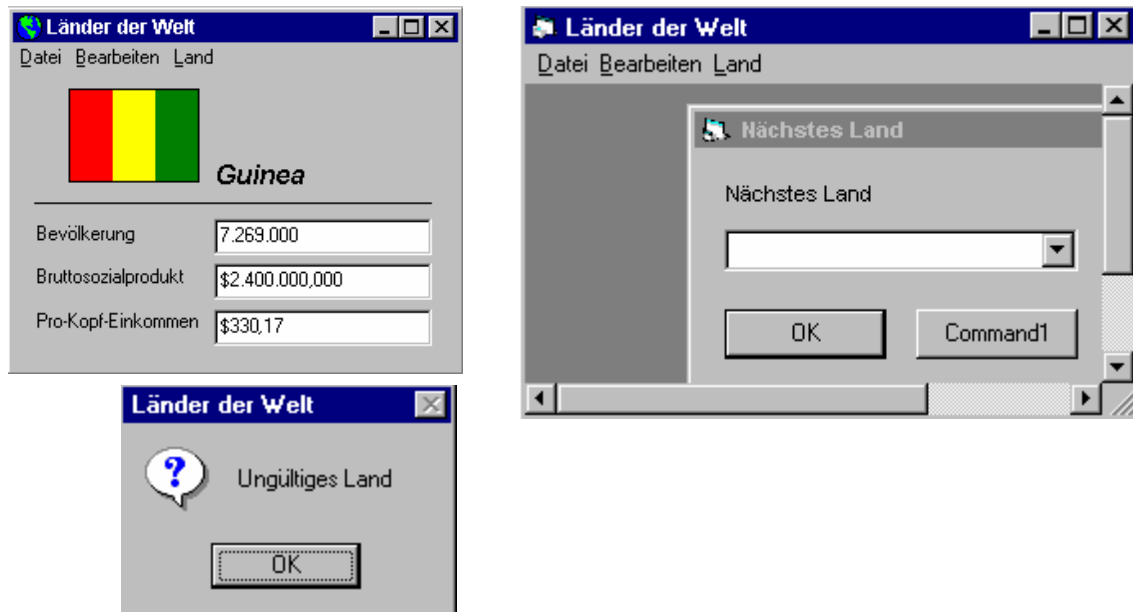 Länder der Welt
Datei Bearbeiten Land
Guinea
Bevölkerung 7.269.000
Bruttosozialprodukt $2.400.000,000
Pro-Kopf-Einkommen $330,17
Länder der Welt
Datei Bearbeiten Land
Nächstes Land
Nächstes Land
OK Command1
Länder der Welt
?
Ungültiges Land
OK